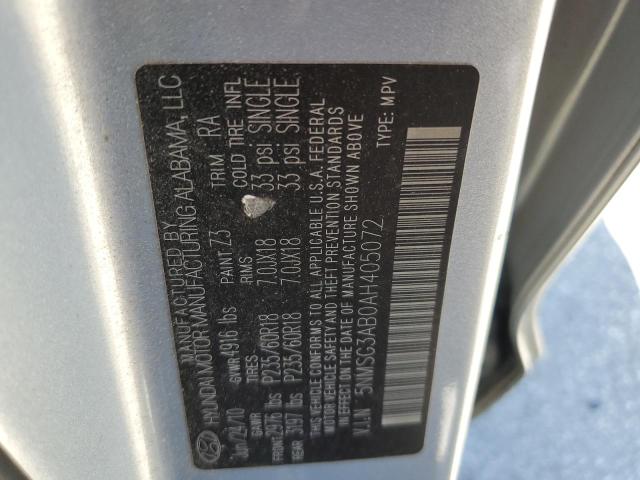 MANUFACTURED BY
HYUNDAI MOTOR MANUFACTURING ALABAMA, LLC
Jun/29/10 PAINT Z3 TRIM RA
GVWR 4916 lbs
GAWR TIRES RIMS COLD TIRE INFL
FRONT 2976 lbs P235/60R18 7.0JX18 33 psi SINGLE
REAR 3197 lbs P235/60R18 7.0JX18 33 psi SINGLE
THIS VEHICLE CONFORMS TO ALL APPLICABLE U.S.A. FEDERAL
MOTOR VEHICLE SAFETY AND THEFT PREVENTION STANDARDS
IN EFFECT ON THE DATE OF MANUFACTURE SHOWN ABOVE
V.I.N: 5NMSG3AB0AH405072 TYPE: MPV